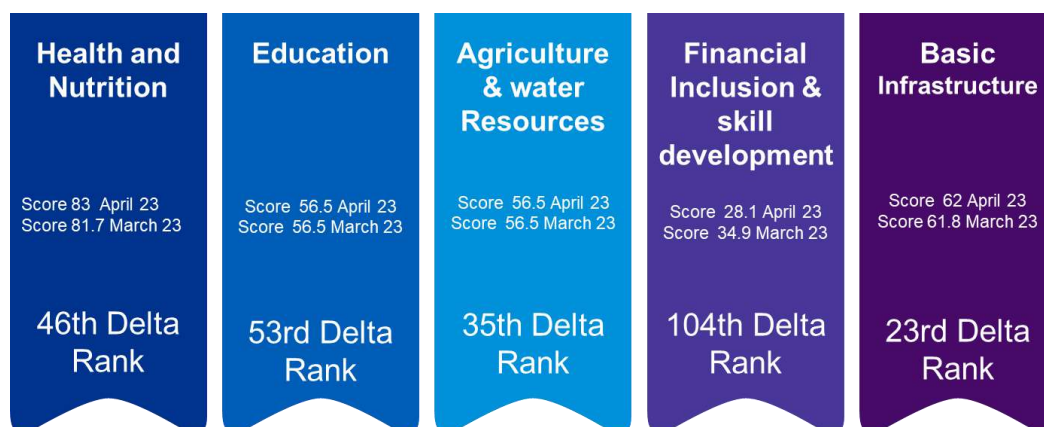 Health and
Nutrition
Score 83 April 23
Score 81.7 March 23
46th Delta
Rank
Education
Score 56.5 April 23
Score 56.5 March 23
53rd Delta
Rank
Agriculture
& water
Resources
Score 56.5 April 23
Score 56.5 March 23
35th Delta
Rank
Financial
Inclusion &
skill
development
Score 28.1 April 23
Score 34.9 March 23
104th Delta
Rank
Basic
Infrastructure
Score 62 April 23
Score 61.8 March 23
23rd Delta
Rank